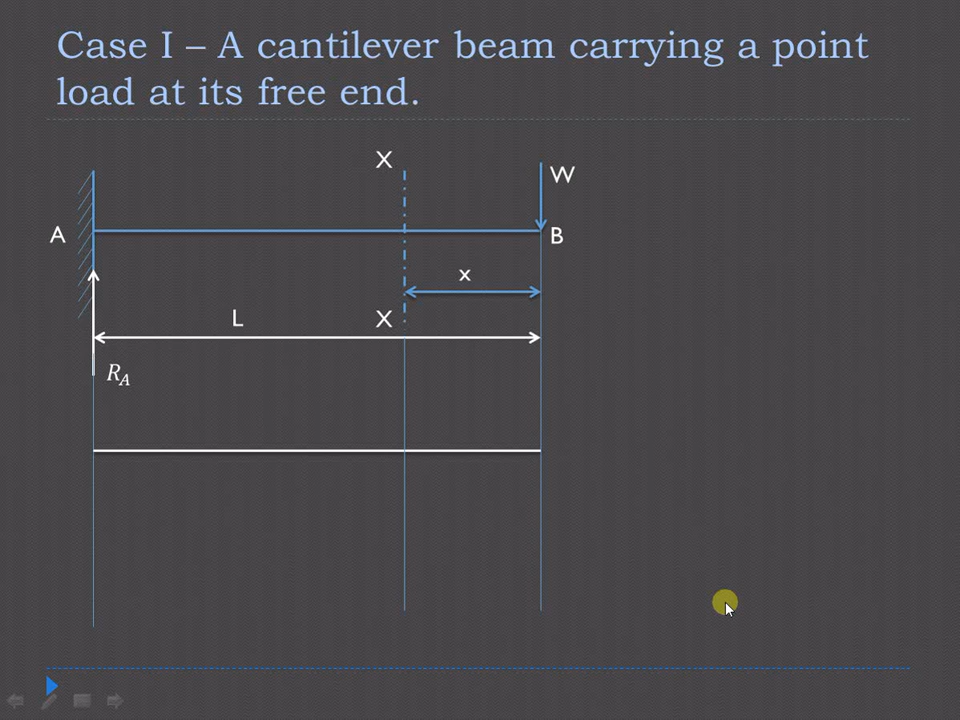 Case I – A cantilever beam carrying a point
load at its free end.
X
W
A
B
x
L
X
R_A